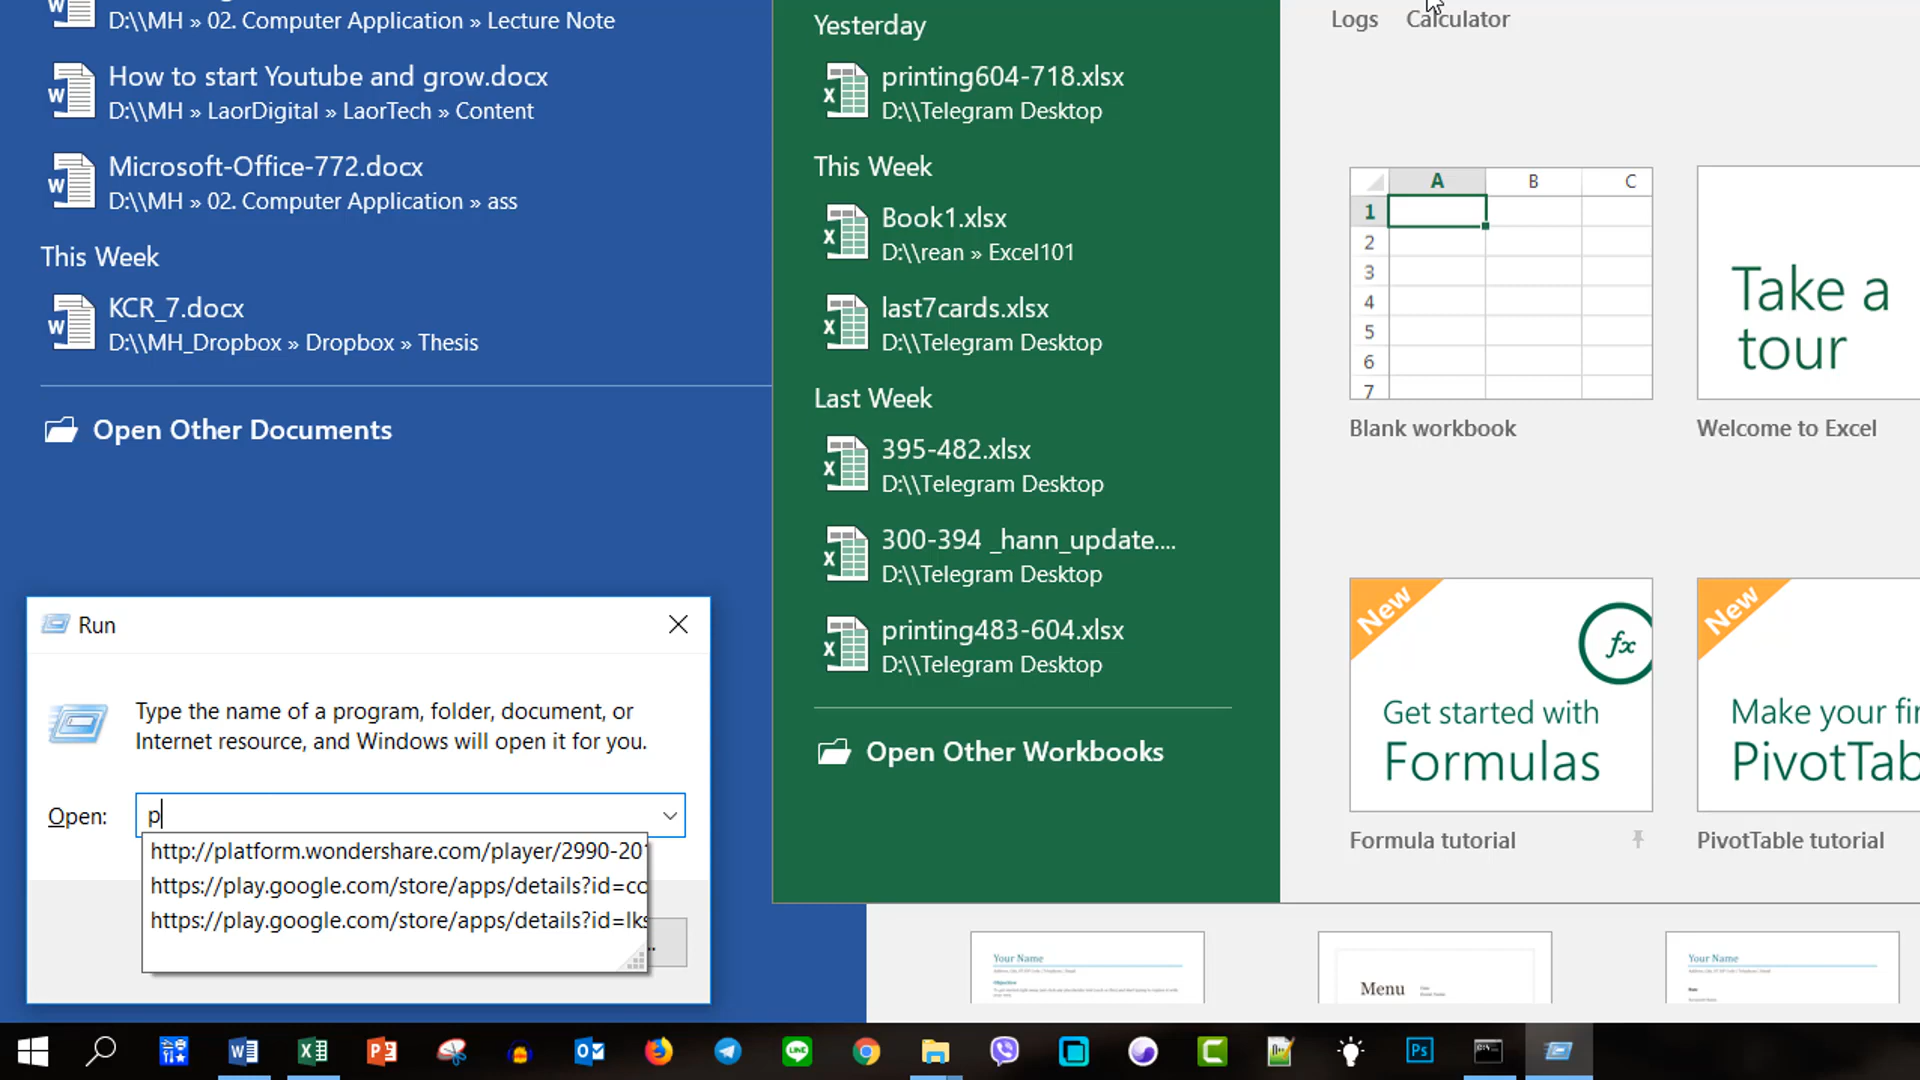 D:\\MH » 02. Computer Application » Lecture Note
How to start Youtube and grow.docx
D:\\MH » LaorDigital » LaorTech » Content
Microsoft-Office-772.docx
D:\\MH » 02. Computer Application » ass
This Week
KCR_7.docx
D:\\MH_Dropbox » Dropbox » Thesis
Open Other Documents
Yesterday
printing604-718.xlsx
D:\\Telegram Desktop
This Week
Book1.xlsx
D:\\rean » Excel101
last7cards.xlsx
D:\\Telegram Desktop
Last Week
395-482.xlsx
D:\\Telegram Desktop
300-394 _hann_update....
D:\\Telegram Desktop
printing483-604.xlsx
D:\\Telegram Desktop
Open Other Workbooks
Logs Calculator
A B C
1
2
3
4
5
6
7
Blank workbook
Take a
tour
Welcome to Excel
New
fx
Get started with
Formulas
Formula tutorial
New
Make your fir
PivotTab
PivotTable tutorial
Run
Type the name of a program, folder, document, or
Internet resource, and Windows will open it for you.
Open: p
http://platform.wondershare.com/player/2990-20
https://play.google.com/store/apps/details?id=co
https://play.google.com/store/apps/details?id=lks
Your Name
Menu
Your Name